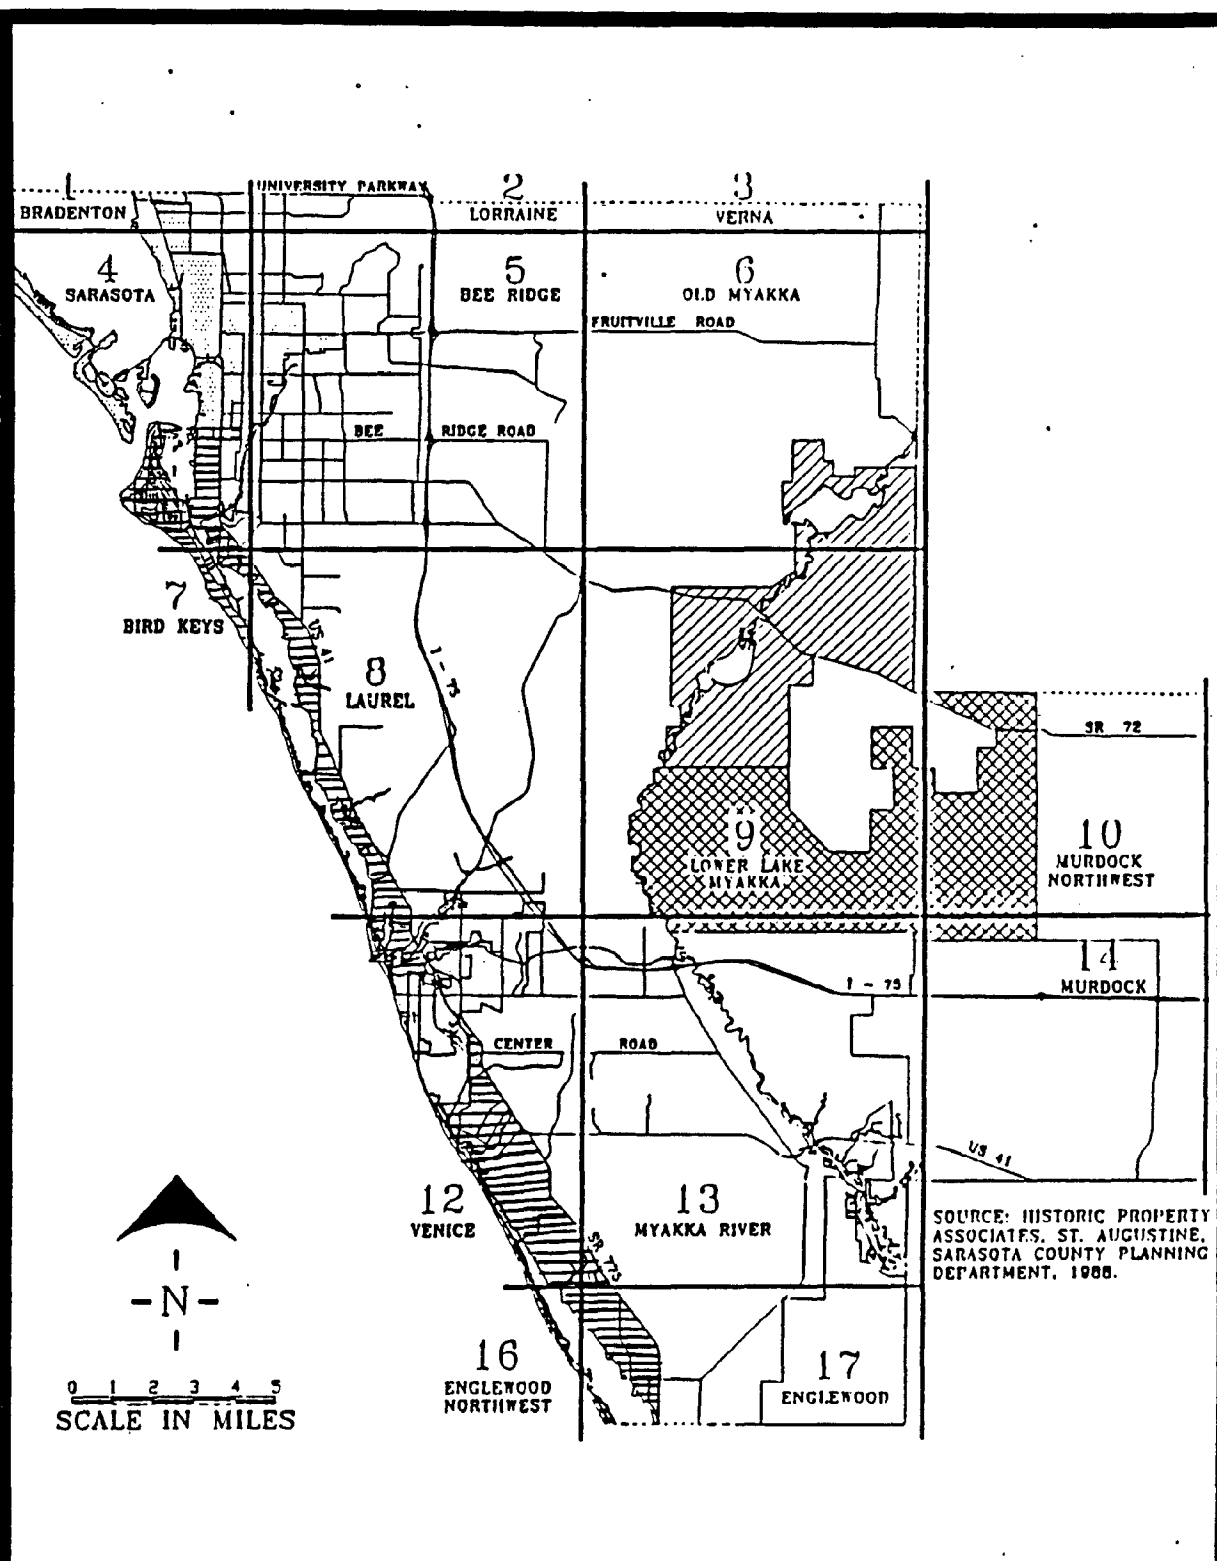 1
BRADENTON
UNIVERSITY PARKWAY
2
LORRAINE
3
VERNA
4
SARASOTA
5
BEE RIDGE
6
OLD MYAKKA
FRUITVILLE ROAD
BEE RIDGE ROAD
7
BIRD KEYS
US 41
8
LAUREL
I - 75
SR 72
9
LOWER LAKE
MYAKKA
10
MURDOCK
NORTHWEST
14
MURDOCK
I - 75
CENTER ROAD
US 41
12
VENICE
13
MYAKKA RIVER
SR 775
SOURCE: HISTORIC PROPERTY
ASSOCIATES, ST. AUGUSTINE,
SARASOTA COUNTY PLANNING
DEPARTMENT, 1988.
-N-
16
ENGLEWOOD
NORTHWEST
17
ENGLEWOOD
0 1 2 3 4 5
SCALE IN MILES